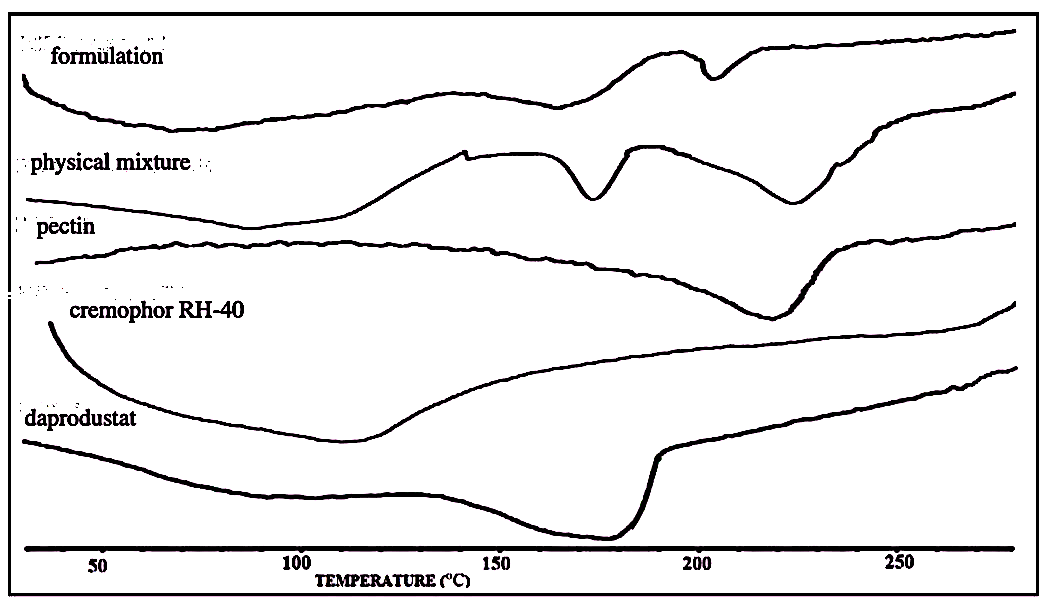 formulation
physical mixture
pectin
cremophor RH-40
daprodustat
50 100 150 200 250
TEMPERATURE (°C)